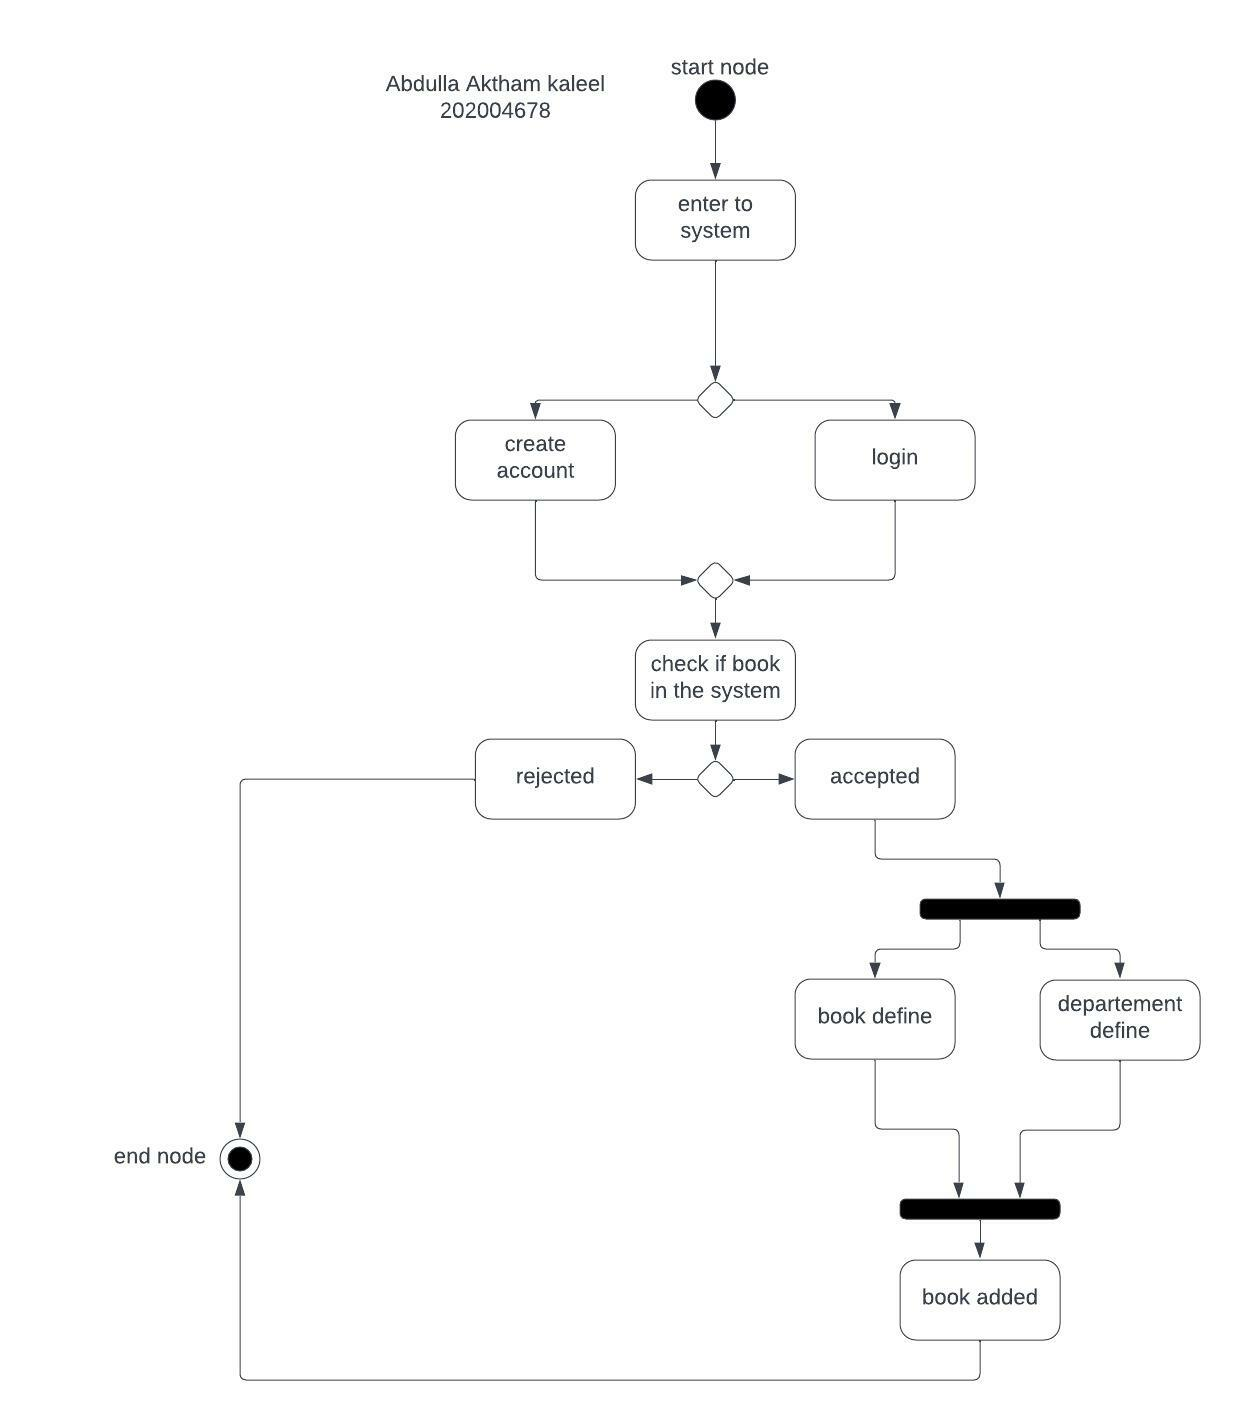 start node
Abdulla Aktham kaleel
202004678
enter to
system
create
account
login
check if book
in the system
rejected
accepted
book define
departement
define
end node
book added